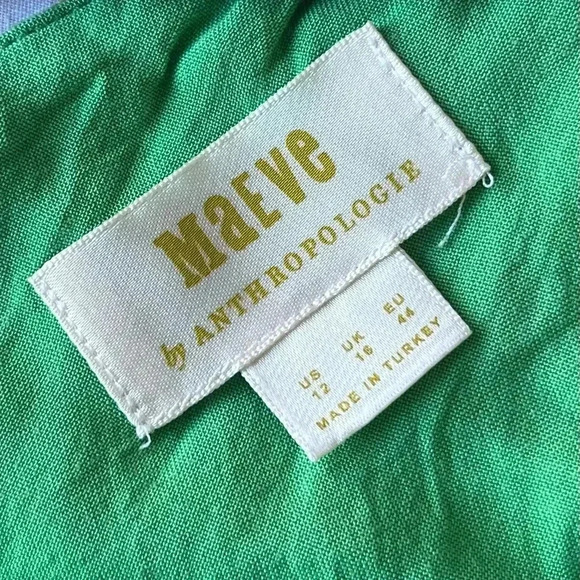 MaEVe
by ANTHROPOLOGIE
US UK EU
12 16 44
MADE IN TURKEY